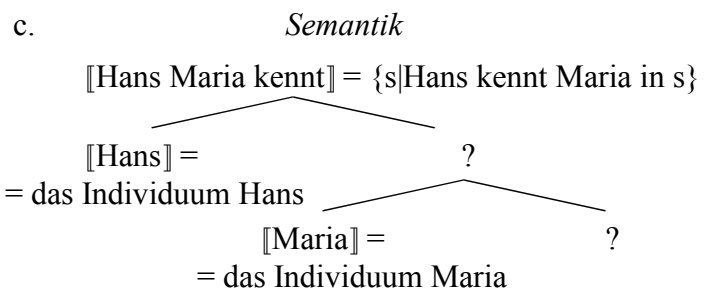 c. Semantik
⟦Hans Maria kennt⟧ = {s|Hans kennt Maria in s}
⟦Hans⟧ = ?
= das Individuum Hans
⟦Maria⟧ = ?
= das Individuum Maria